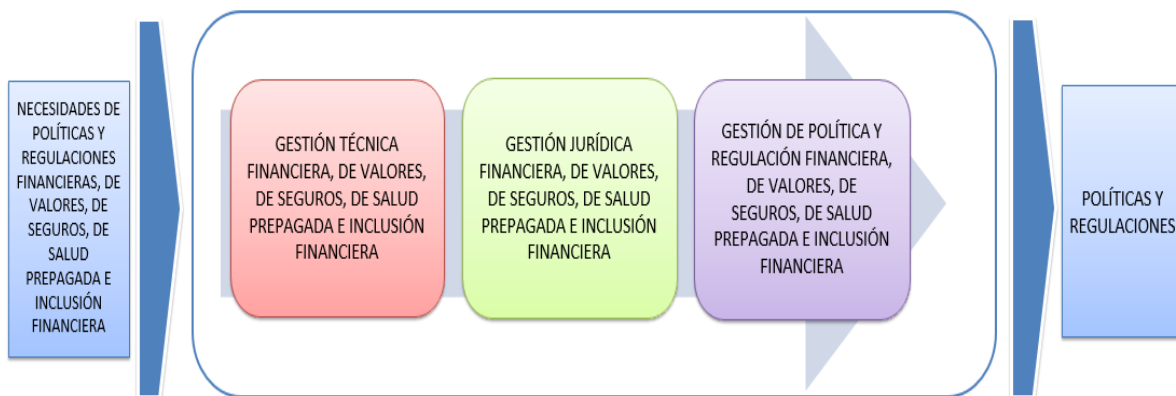 NECESIDADES DE
POLÍTICAS Y
REGULACIONES
FINANCIERAS, DE
VALORES, DE
SEGUROS, DE
SALUD
PREPAGADA E
INCLUSIÓN
FINANCIERA
GESTIÓN TÉCNICA
FINANCIERA, DE VALORES,
DE SEGUROS, DE SALUD
PREPAGADA E INCLUSIÓN
FINANCIERA
GESTIÓN JURÍDICA
FINANCIERA, DE VALORES,
DE SEGUROS, DE SALUD
PREPAGADA E INCLUSIÓN
FINANCIERA
GESTIÓN DE POLÍTICA Y
REGULACIÓN FINANCIERA,
DE VALORES, DE
SEGUROS, DE SALUD
PREPAGADA E INCLUSIÓN
FINANCIERA
POLÍTICAS Y
REGULACIONES